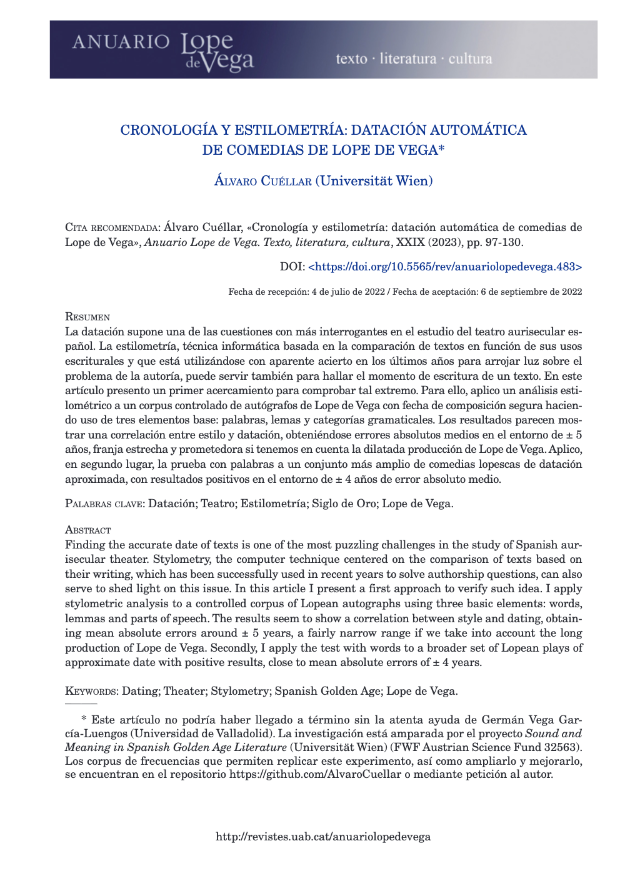 ANUARIO Lope de Vega
texto · literatura · cultura
CRONOLOGÍA Y ESTILOMETRÍA: DATACIÓN AUTOMÁTICA
DE COMEDIAS DE LOPE DE VEGA*
ÁLVARO CUÉLLAR (Universität Wien)
CITA RECOMENDADA: Álvaro Cuéllar, «Cronología y estilometría: datación automática de comedias de
Lope de Vega», Anuario Lope de Vega. Texto, literatura, cultura, XXIX (2023), pp. 97-130.
DOI: <https://doi.org/10.5565/rev/anuariolopedevega.483>
Fecha de recepción: 4 de julio de 2022 / Fecha de aceptación: 6 de septiembre de 2022
RESUMEN
La datación supone una de las cuestiones con más interrogantes en el estudio del teatro aurisecular es-
pañol. La estilometría, técnica informática basada en la comparación de textos en función de sus usos
escriturales y que está utilizándose con aparente acierto en los últimos años para arrojar luz sobre el
problema de la autoría, puede servir también para hallar el momento de escritura de un texto. En este
artículo presento un primer acercamiento para comprobar tal extremo. Para ello, aplico un análisis esti-
lométrico a un corpus controlado de autógrafos de Lope de Vega con fecha de composición segura hacien-
do uso de tres elementos base: palabras, lemas y categorías gramaticales. Los resultados parecen mos-
trar una correlación entre estilo y datación, obteniéndose errores absolutos medios en el entorno de ± 5
años, franja estrecha y prometedora si tenemos en cuenta la dilatada producción de Lope de Vega. Aplico,
en segundo lugar, la prueba con palabras a un conjunto más amplio de comedias lopescas de datación
aproximada, con resultados positivos en el entorno de ± 4 años de error absoluto medio.
PALABRAS CLAVE: Datación; Teatro; Estilometría; Siglo de Oro; Lope de Vega.
ABSTRACT
Finding the accurate date of texts is one of the most puzzling challenges in the study of Spanish aur-
isecular theater. Stylometry, the computer technique centered on the comparison of texts based on
their writing, which has been successfully used in recent years to solve authorship questions, can also
serve to shed light on this issue. In this article I present a first approach to verify such idea. I apply
stylometric analysis to a controlled corpus of Lopean autographs using three basic elements: words,
lemmas and parts of speech. The results seem to show a correlation between style and dating, obtain-
ing mean absolute errors around ± 5 years, a fairly narrow range if we take into account the long
production of Lope de Vega. Secondly, I apply the test with words to a broader set of Lopean plays of
approximate date with positive results, close to mean absolute errors of ± 4 years.
KEYWORDS: Dating; Theater; Stylometry; Spanish Golden Age; Lope de Vega.
* Este artículo no podría haber llegado a término sin la atenta ayuda de Germán Vega Gar-
cía-Luengos (Universidad de Valladolid). La investigación está amparada por el proyecto Sound and
Meaning in Spanish Golden Age Literature (Universität Wien) (FWF Austrian Science Fund 32563).
Los corpus de frecuencias que permiten replicar este experimento, así como ampliarlo y mejorarlo,
se encuentran en el repositorio https://github.com/AlvaroCuellar o mediante petición al autor.
http://revistes.uab.cat/anuariolopedevega